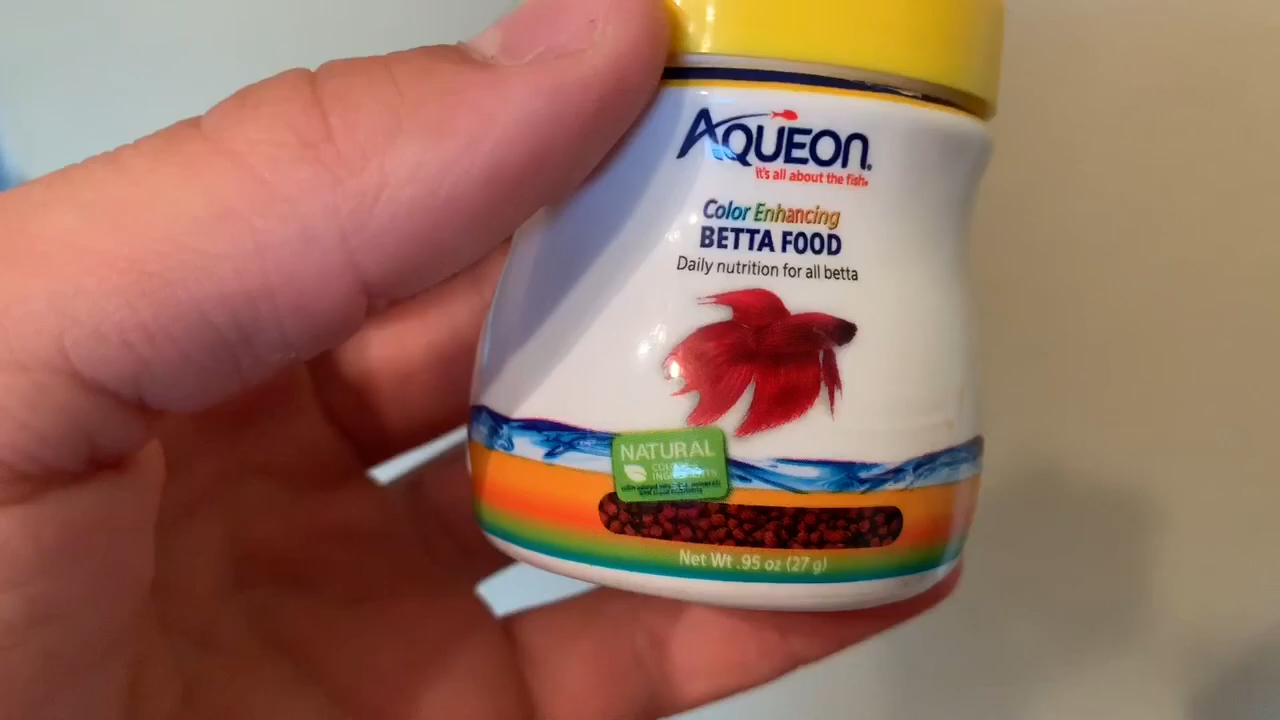 AQUEON.
it's all about the fish.
Color Enhancing
BETTA FOOD
Daily nutrition for all betta
NATURAL
INGREDIENTS
Net Wt .95 oz (27 g)